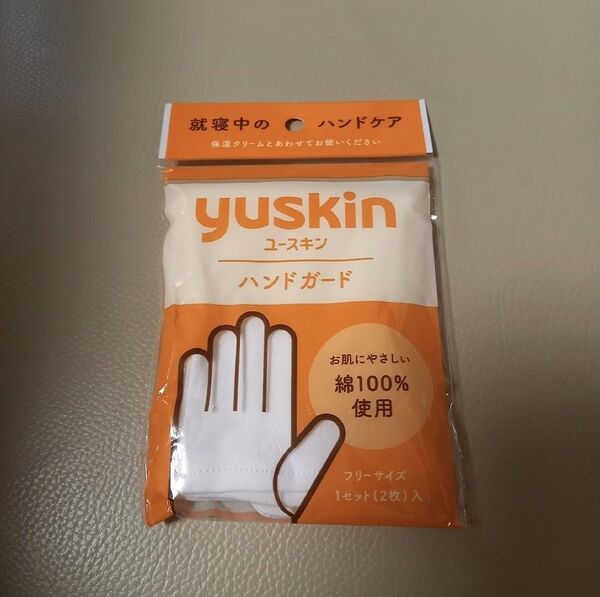 就寝中の ハンドケア
保湿クリームとあわせてお使いください
yuskin
ユースキン
ハンドガード
お肌にやさしい
綿100%
使用
フリーサイズ
1セット(2枚)入